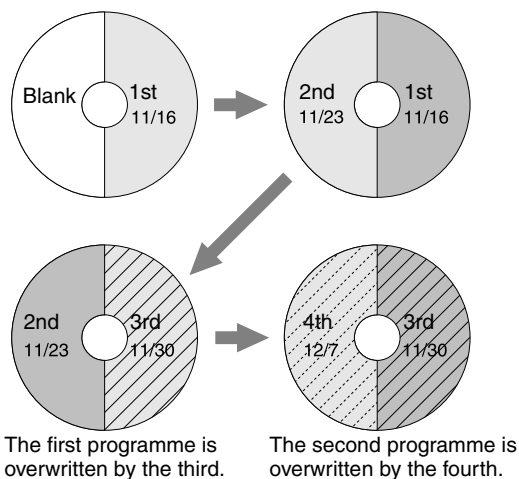 Blank
1st
11/16
2nd
11/23
1st
11/16
2nd
11/23
3rd
11/30
4th
12/7
3rd
11/30
The first programme is
overwritten by the third.
The second programme is
overwritten by the fourth.